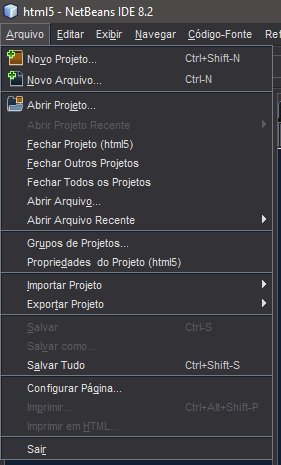 html5 - NetBeans IDE 8.2
Arquivo Editar Exibir Navegar Código-Fonte Ref
Novo Projeto... Ctrl+Shift-N
Novo Arquivo... Ctrl-N
Abrir Projeto...
Abrir Projeto Recente
Fechar Projeto (html5)
Fechar Outros Projetos
Fechar Todos os Projetos
Abrir Arquivo...
Abrir Arquivo Recente
Grupos de Projetos...
Propriedades do Projeto (html5)
Importar Projeto
Exportar Projeto
Salvar Ctrl-S
Salvar como...
Salvar Tudo Ctrl+Shift-S
Configurar Página...
Imprimir... Ctrl+Alt+Shift-P
Imprimir em HTML...
Sair